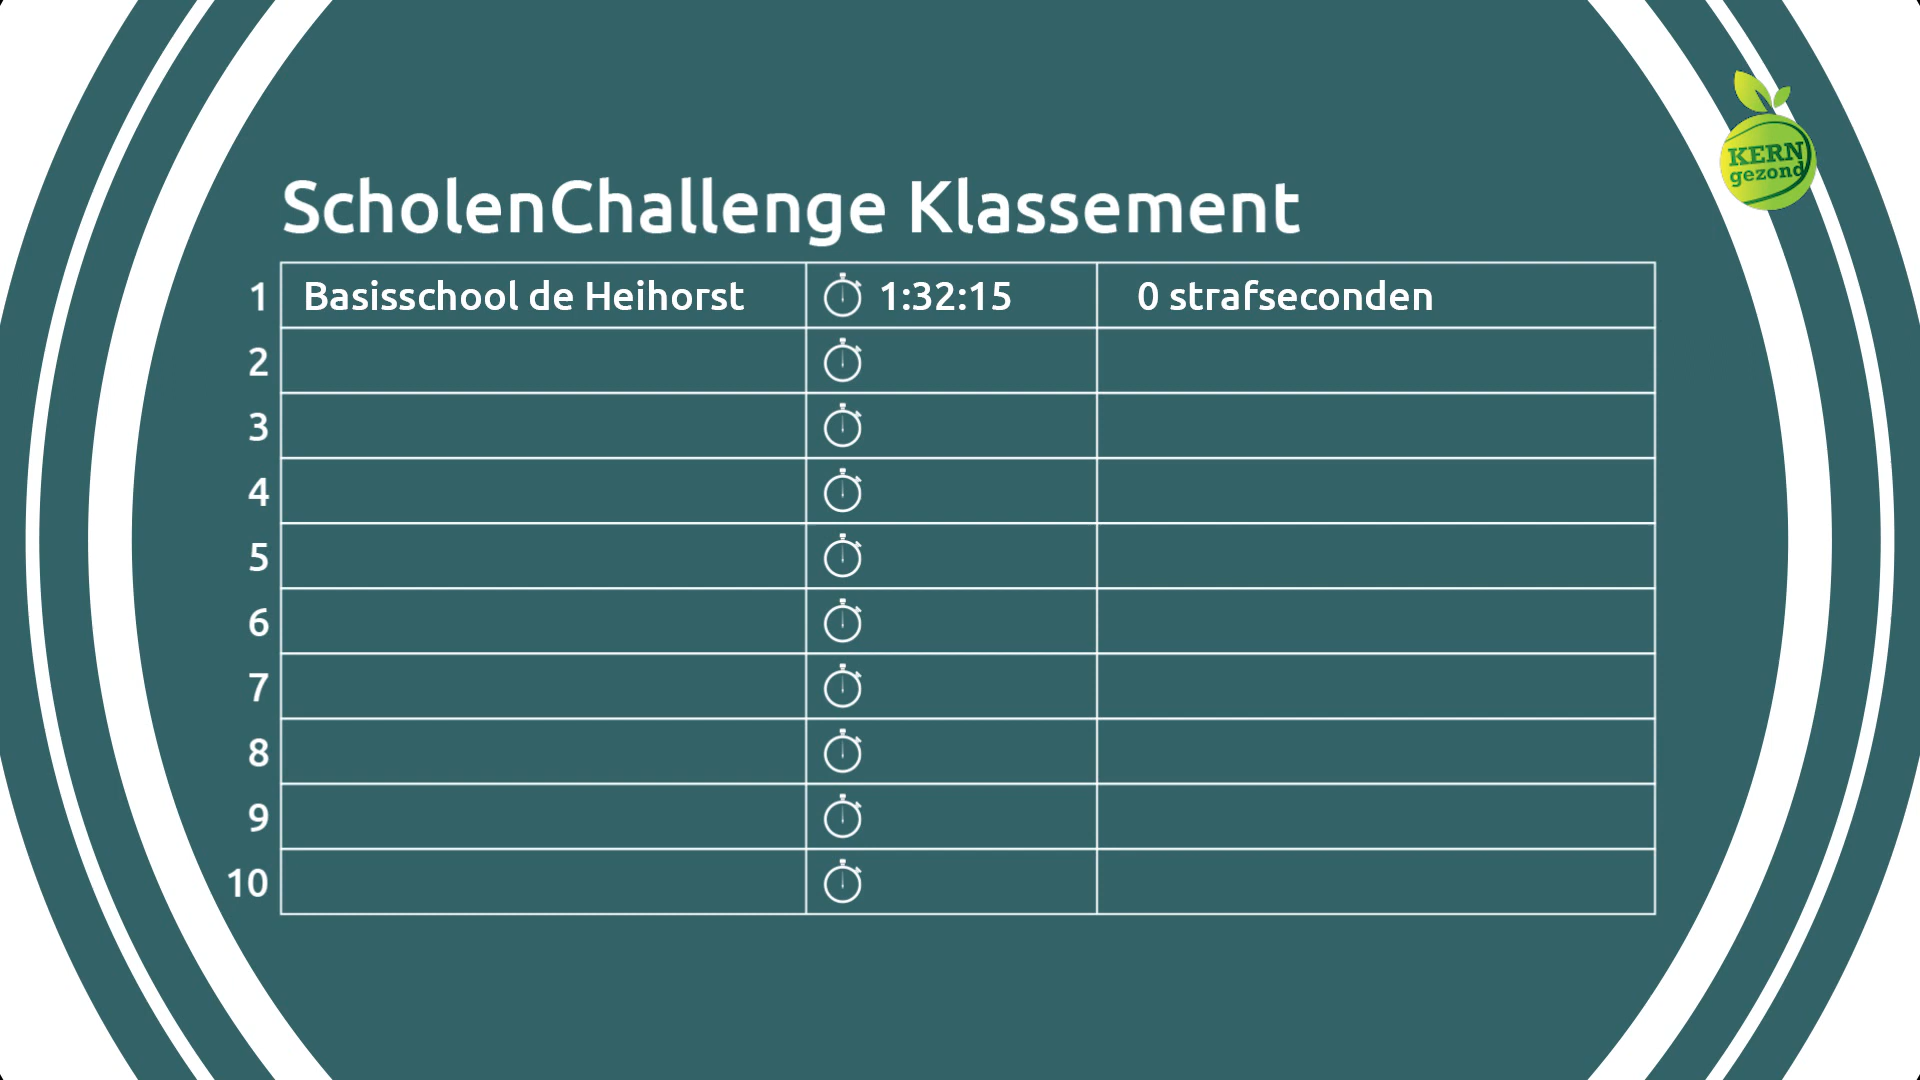 KERN
gezond
ScholenChallenge Klassement
1 Basisschool de Heihorst 1:32:15 0 strafseconden
2
3
4
5
6
7
8
9
10